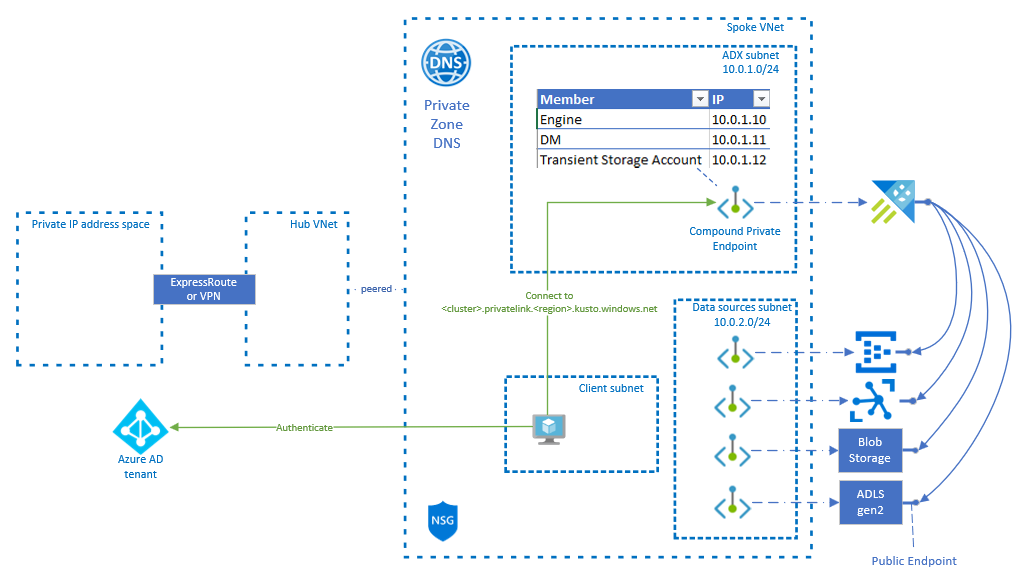 Spoke VNet
DNS
Private
Zone
DNS
ADX subnet
10.0.1.0/24
Member IP
Engine 10.0.1.10
DM 10.0.1.11
Transient Storage Account 10.0.1.12
Compound Private
Endpoint
Private IP address space
Hub VNet
ExpressRoute
or VPN
peered
Connect to
<cluster>.privatelink.<region>.kusto.windows.net
Data sources subnet
10.0.2.0/24
Client subnet
Authenticate
Azure AD
tenant
Blob
Storage
ADLS
gen2
NSG
Public Endpoint